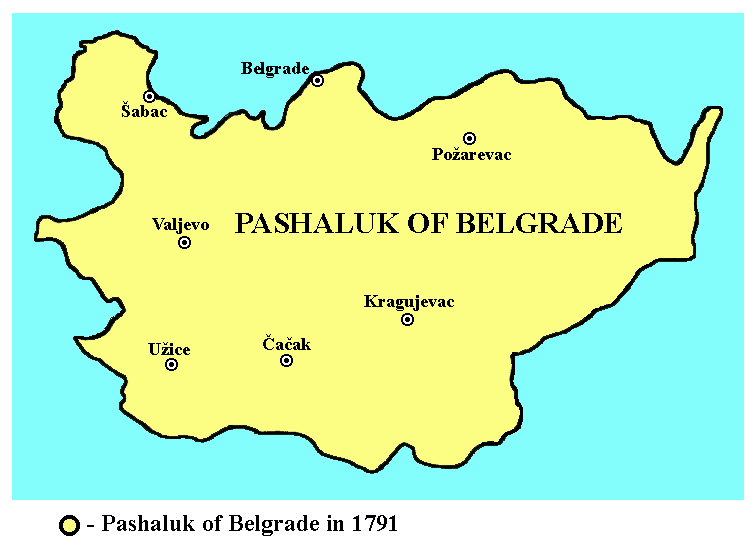 Belgrade
Šabac
Požarevac
Valjevo
PASHALUK OF BELGRADE
Kragujevac
Užice
Čačak
- Pashaluk of Belgrade in 1791